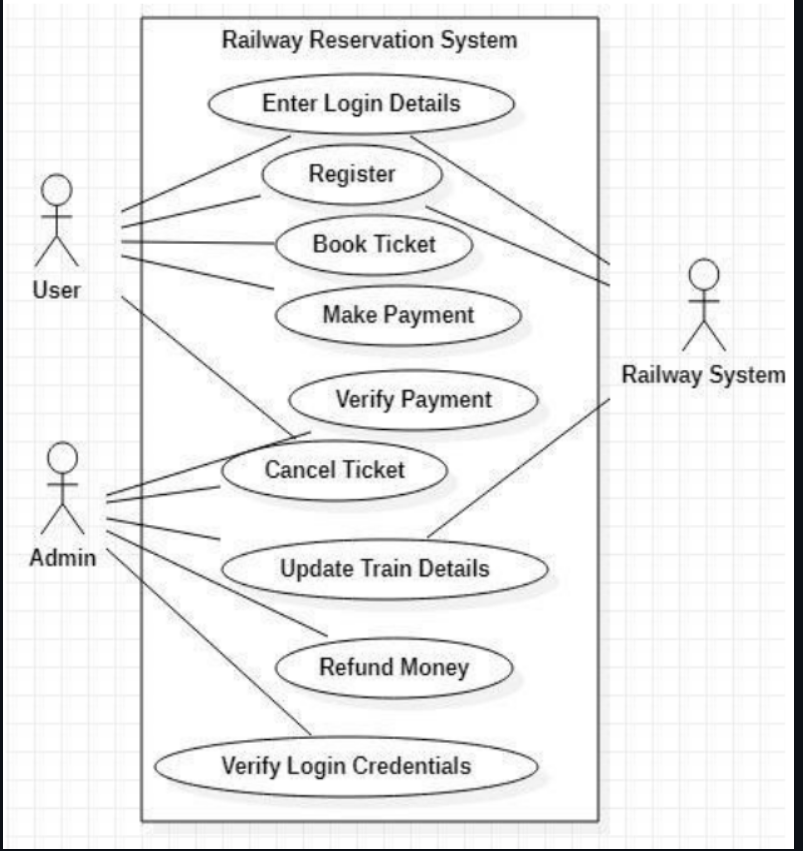 Railway Reservation System
Enter Login Details
Register
Book Ticket
User
Make Payment
Railway System
Verify Payment
Cancel Ticket
Admin
Update Train Details
Refund Money
Verify Login Credentials